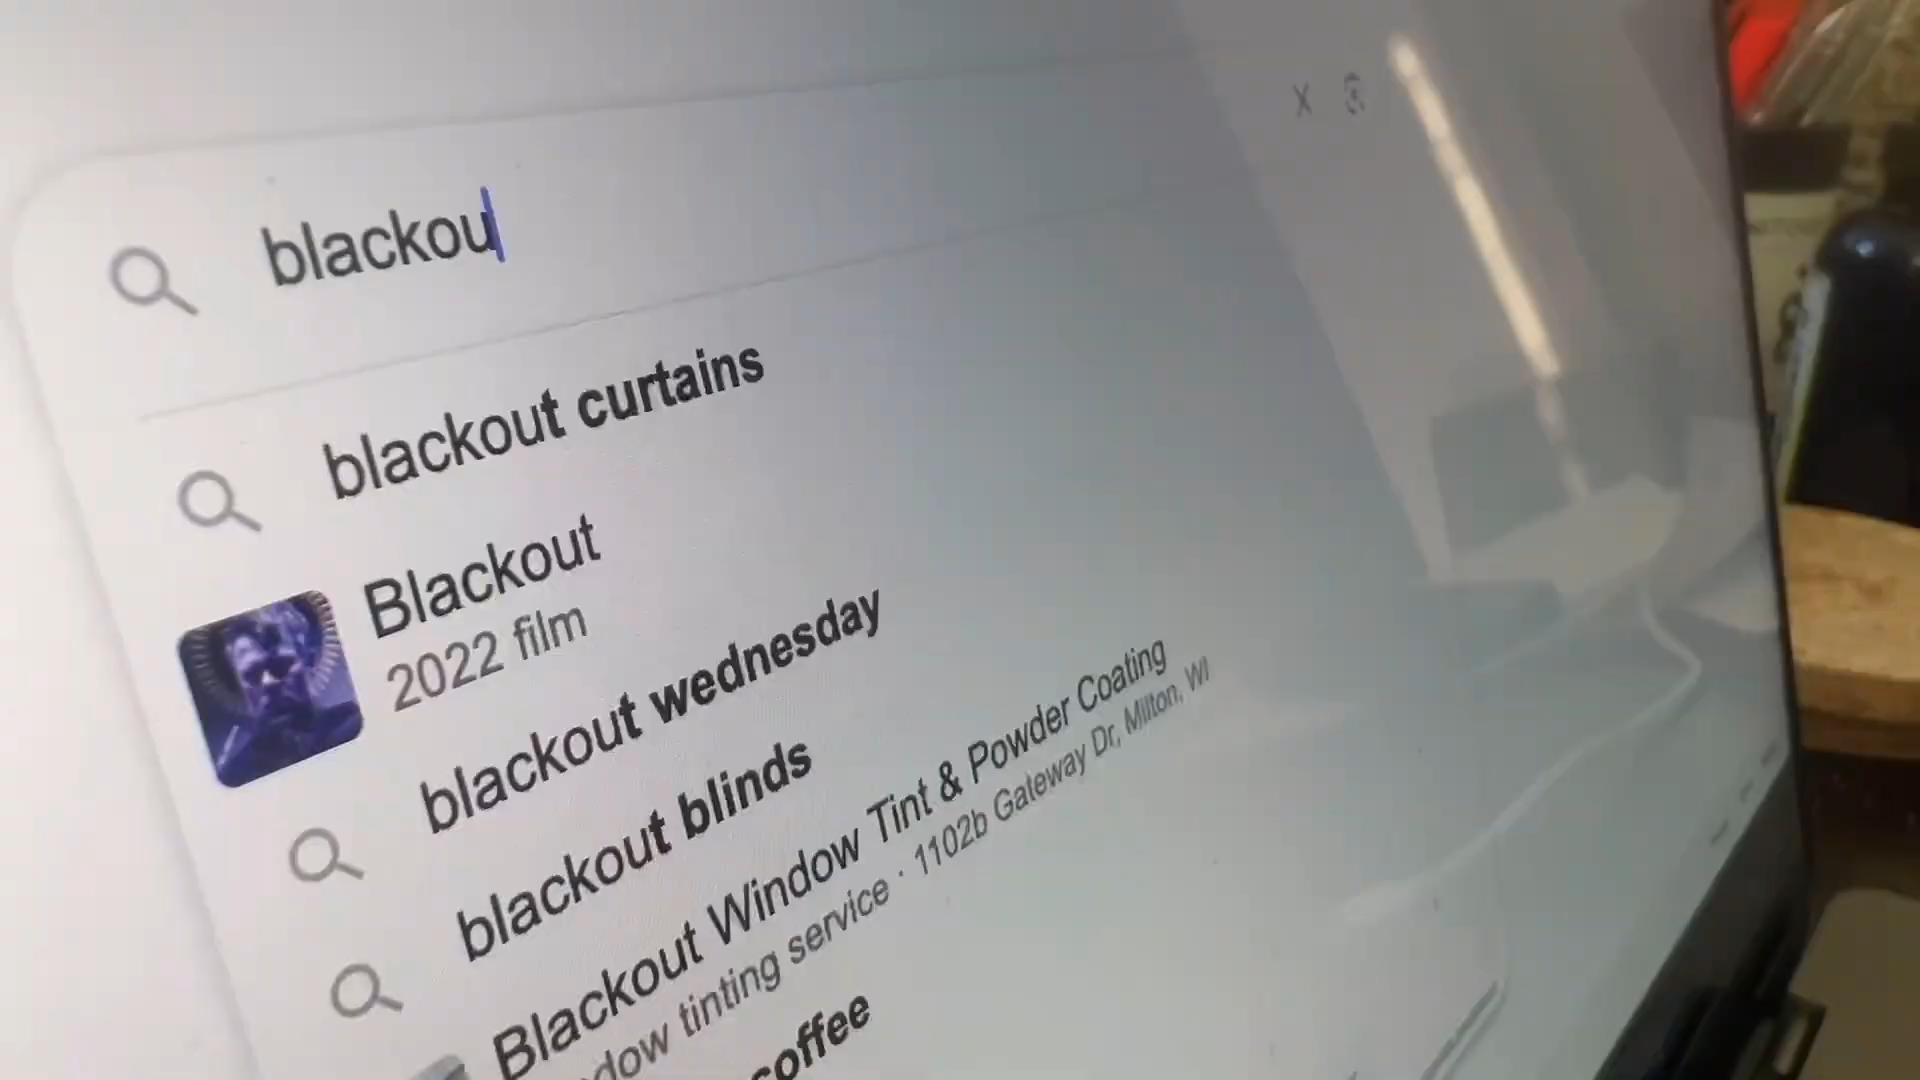 blackou
blackout curtains
Blackout
2022 film
blackout wednesday
blackout blinds
Blackout Window Tint & Powder Coating
dow tinting service · 1102b Gateway Dr, Milton, WI
coffee